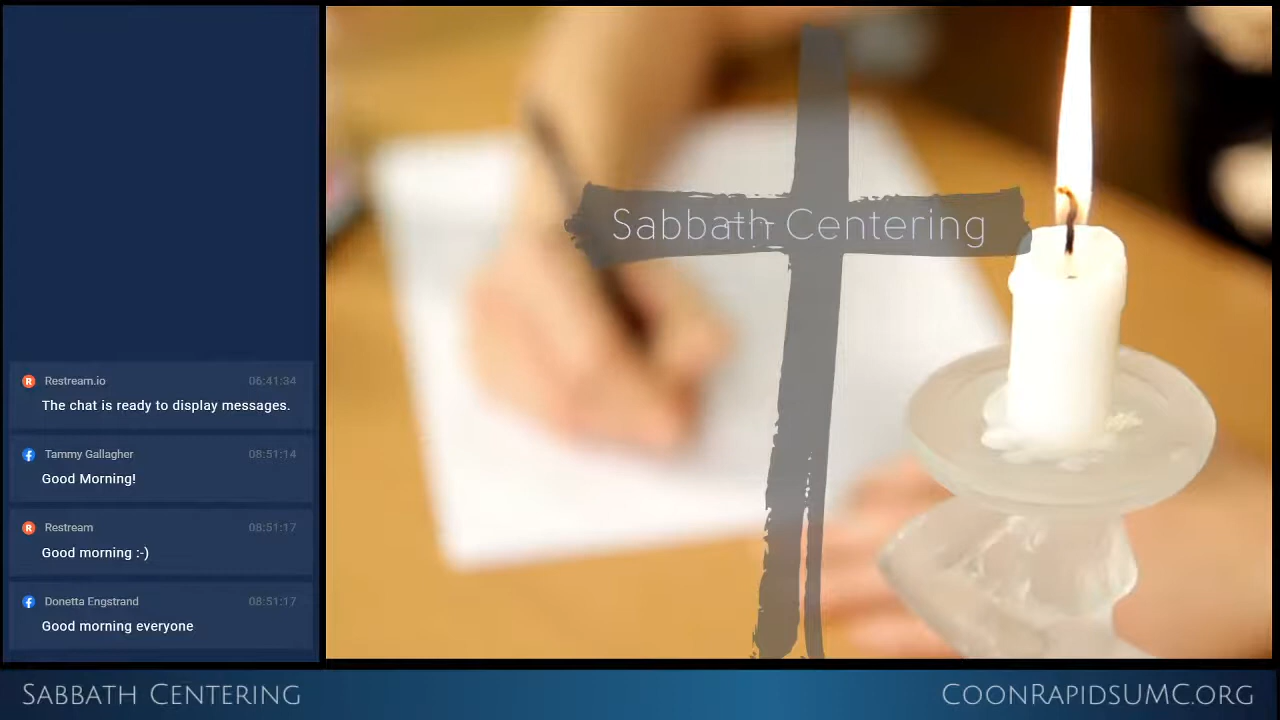 Restream.io 06:41:34
The chat is ready to display messages.
Tammy Gallagher 08:51:14
Good Morning!
Restream 08:51:17
Good morning :-)
Donetta Engstrand 08:51:17
Good morning everyone
Sabbath Centering
Sabbath Centering
CoonRapidsUMC.org